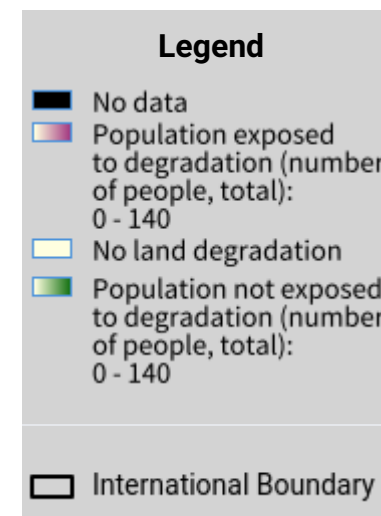 Legend
No data
Population exposed
to degradation (number
of people, total):
0 - 140
No land degradation
Population not exposed
to degradation (number
of people, total):
0 - 140
International Boundary